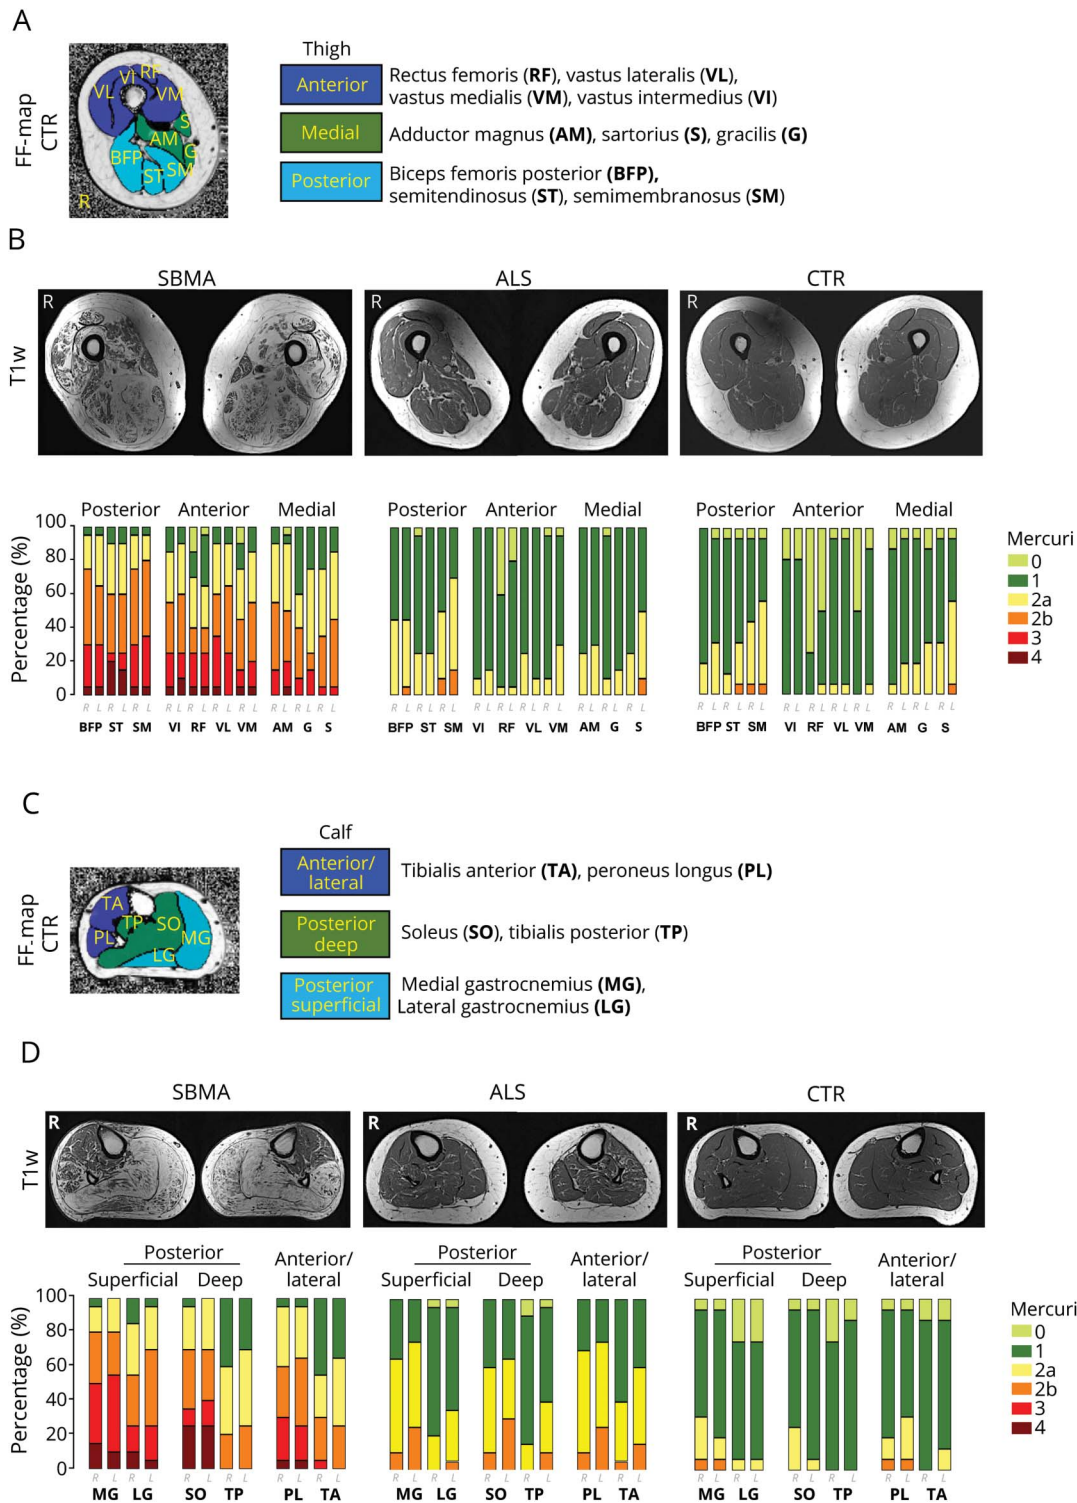 A
Thigh
FF-map
CTR
VI
RF
VL
VM
S
AM
G
BFP
SM
ST
R
Anterior
Rectus femoris (RF), vastus lateralis (VL),
vastus medialis (VM), vastus intermedius (VI)
Medial
Adductor magnus (AM), sartorius (S), gracilis (G)
Posterior
Biceps femoris posterior (BFP),
semitendinosus (ST), semimembranosus (SM)
B
SBMA ALS CTR
T1w
R R R
Posterior Anterior Medial Posterior Anterior Medial Posterior Anterior Medial
Percentage (%)
100
80
60
40
20
0
Mercuri
0
1
2a
2b
3
4
R L R L R L R L R L R L R L R L R L R L R L R L R L R L R L R L R L R L R L R L R L R L R L R L R L R L R L R L R L R L
BFP ST SM VI RF VL VM AM G S BFP ST SM VI RF VL VM AM G S BFP ST SM VI RF VL VM AM G S
C
Calf
FF-map
CTR
TA
TP
SO
PL
MG
LG
Anterior/
lateral
Tibialis anterior (TA), peroneus longus (PL)
Posterior
deep
Soleus (SO), tibialis posterior (TP)
Posterior
superficial
Medial gastrocnemius (MG),
Lateral gastrocnemius (LG)
D
SBMA ALS CTR
T1w
R R R
Posterior Anterior/ Posterior Anterior/ Posterior Anterior/
Superficial Deep lateral Superficial Deep lateral Superficial Deep lateral
Percentage (%)
100
80
60
40
20
0
Mercuri
0
1
2a
2b
3
4
R L R L R L R L R L R L R L R L R L R L R L R L R L R L R L R L R L R L
MG LG SO TP PL TA MG LG SO TP PL TA MG LG SO TP PL TA